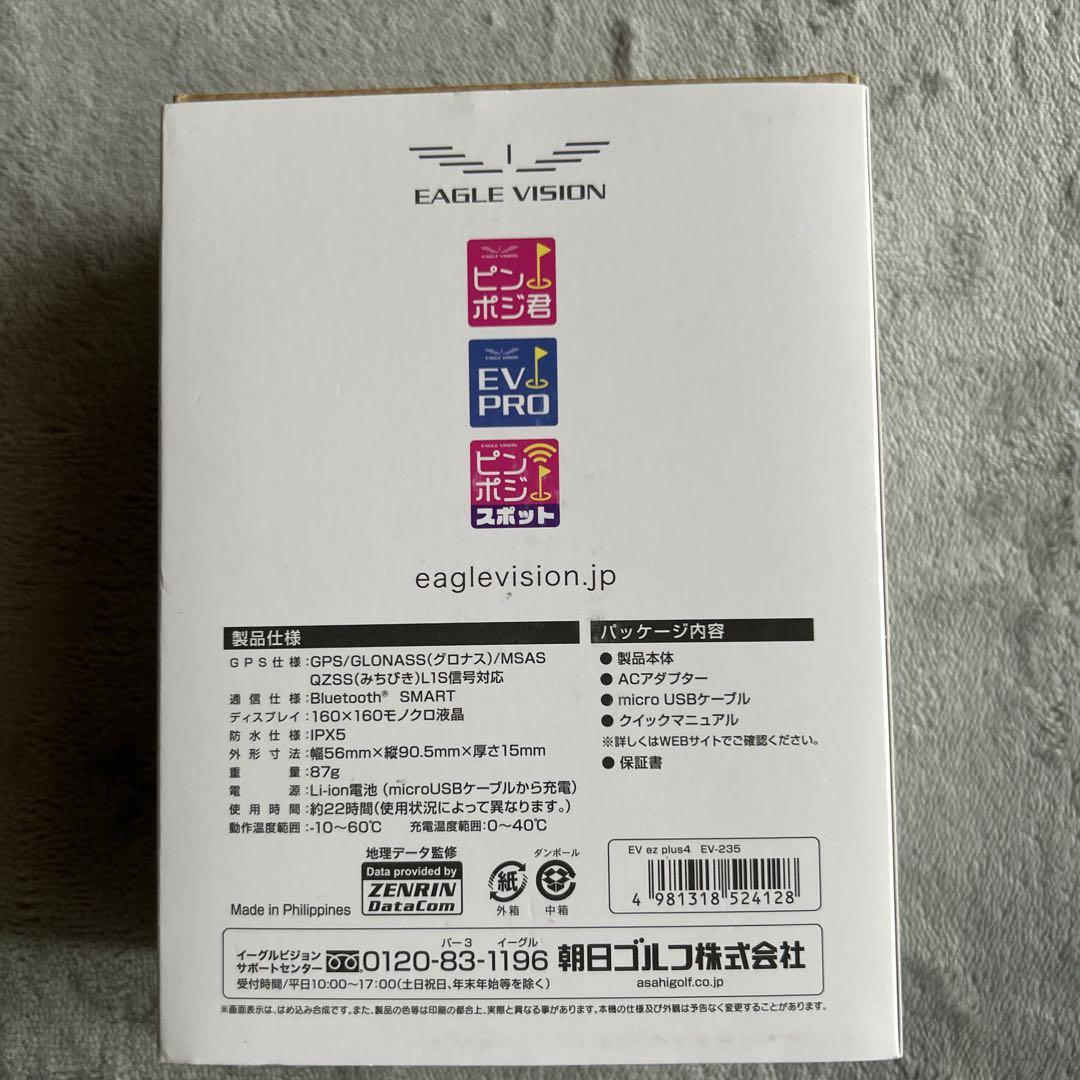 EAGLE VISION
EAGLE VISION
ピン
ポジ君
EAGLE VISION
EV
PRO
EAGLE VISION
ピン
ポジ
スポット
eaglevision.jp
製品仕様
GPS仕様:GPS/GLONASS(グロナス)/MSAS
QZSS(みちびき)L1S信号対応
通信仕様:Bluetooth® SMART
ディスプレイ:160×160モノクロ液晶
防水仕様:IPX5
外形寸法:幅56mm×縦90.5mm×厚さ15mm
重量:87g
電源:Li-ion電池(microUSBケーブルから充電)
使用時間:約22時間(使用状況によって異なります。)
動作温度範囲:-10〜60℃ 充電温度範囲:0〜40℃
パッケージ内容
● 製品本体
● ACアダプター
● micro USBケーブル
● クイックマニュアル
※詳しくはWEBサイトでご確認ください。
● 保証書
地理データ監修
Data provided by
ZENRIN
DataCom
紙
外箱
ダンボール
中箱
EV ez plus4 EV-235
4 981318 524128
Made in Philippines
イーグルビジョン
サポートセンター
バー3 イーグル
0120-83-1196
受付時間/平日10:00〜17:00(土日祝日、年末年始等を除く)
朝日ゴルフ株式会社
asahigolf.co.jp
※画面表示は、はめ込み合成です。また、製品の色等は印刷の都合上、実際と異なる事があります。本機の仕様及び外観は予告なく変更することがあります。